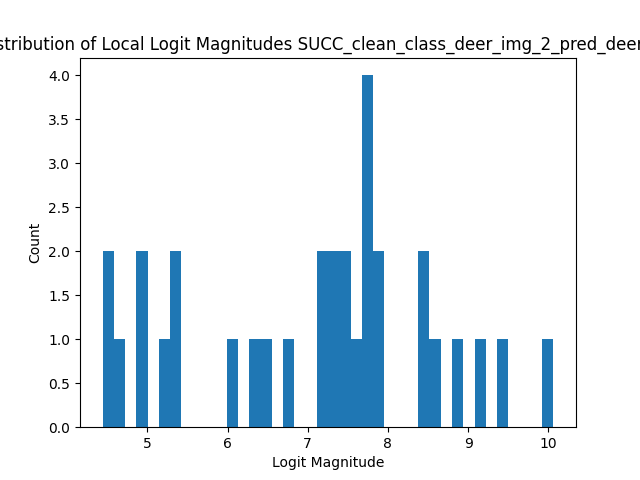 stribution of Local Logit Magnitudes SUCC_clean_class_deer_img_2_pred_deer
4.0
3.5
3.0
2.5
2.0
1.5
1.0
0.5
0.0
Count
5 6 7 8 9 10
Logit Magnitude